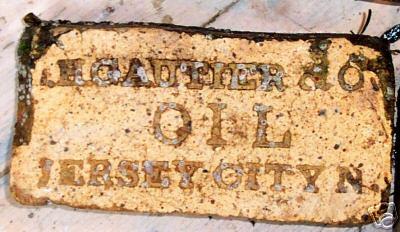 .E.GAUTIER & Co.
OIL
JERSEY CITY N.